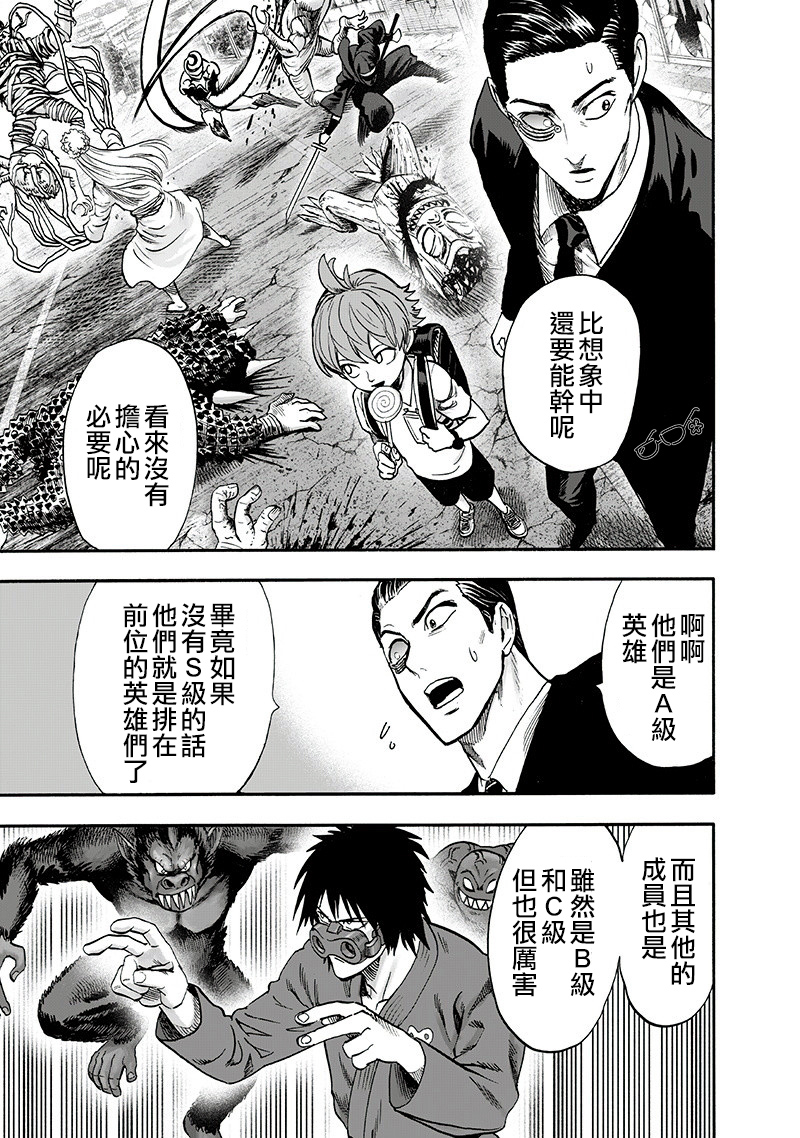 比想象中
還要能幹呢
看來沒有
擔心的
必要呢
啊啊
他們是A級
英雄
畢竟如果
沒有S級的話
他們就是排在
前位的英雄們了
而且其他的
成員也是
雖然是B級
和C級
但也很厲害